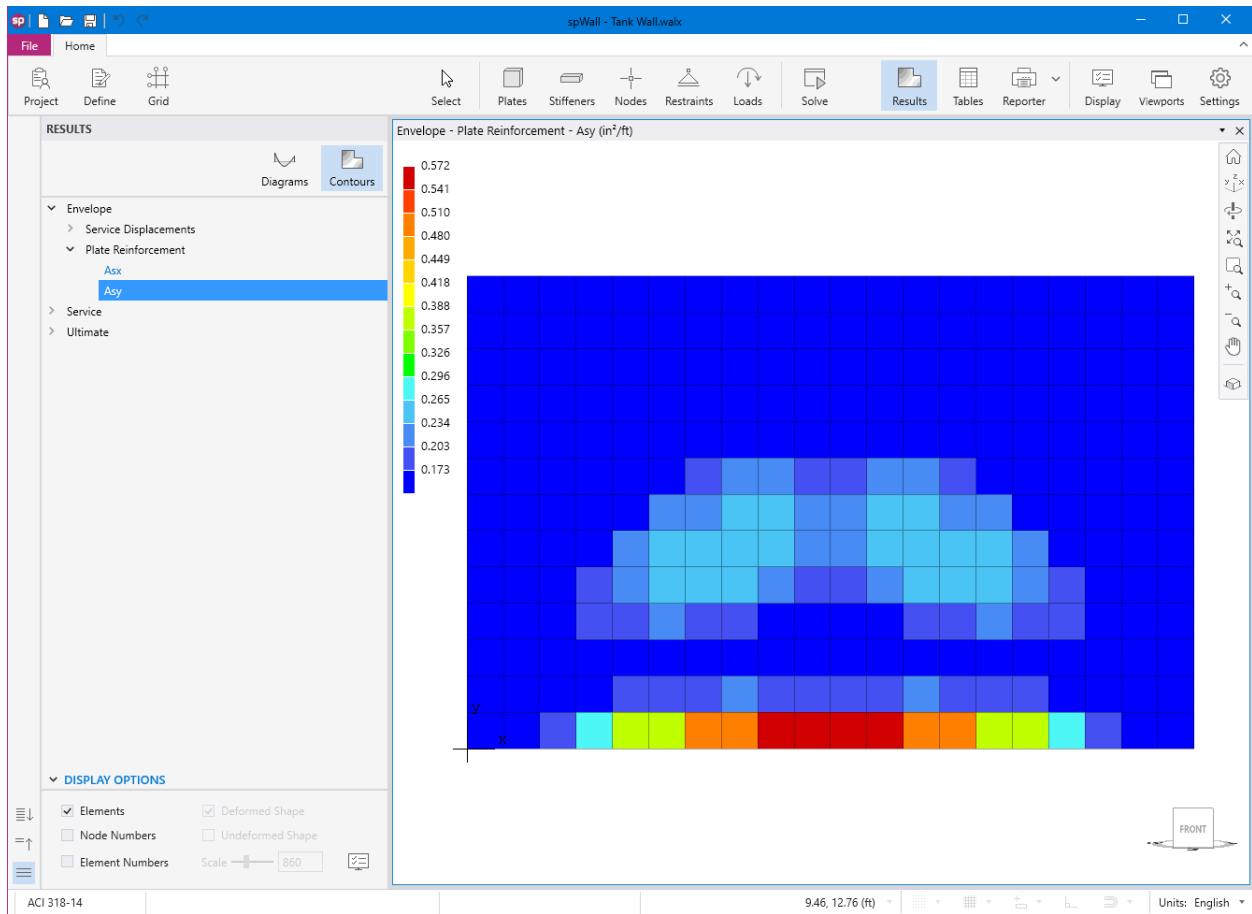 sp
spWall - Tank Wall.walx
File Home
Project Define Grid Select Plates Stiffeners Nodes Restraints Loads Solve Results Tables Reporter Display Viewports Settings
RESULTS
Diagrams Contours
Envelope
Service Displacements
Plate Reinforcement
Asx
Asy
Service
Ultimate
DISPLAY OPTIONS
Elements Deformed Shape
Node Numbers Undeformed Shape
Element Numbers Scale 860
Envelope - Plate Reinforcement - Asy (in²/ft)
0.572
0.541
0.510
0.480
0.449
0.418
0.388
0.357
0.326
0.296
0.265
0.234
0.203
0.173
y
x
z
y x
FRONT
ACI 318-14 9.46, 12.76 (ft) Units: English